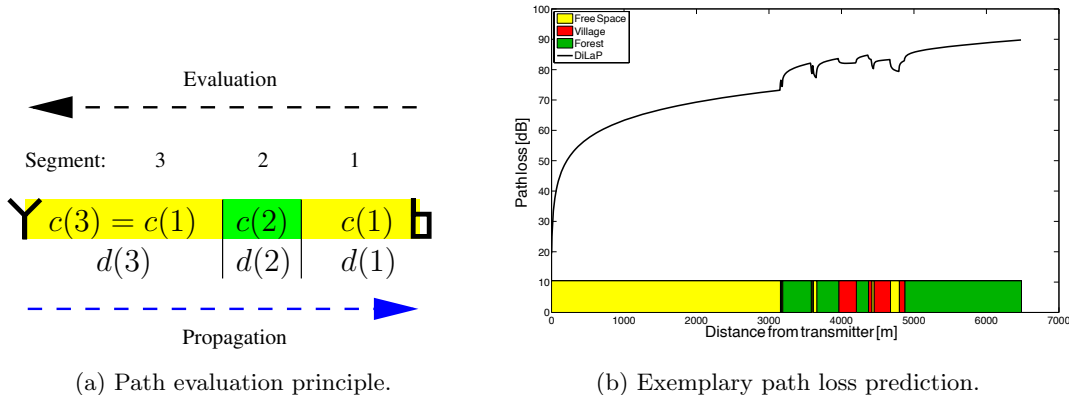 Evaluation
Segment: 3 2 1
c(3) = c(1) c(2) c(1)
d(3) d(2) d(1)
Propagation
(a) Path evaluation principle.
100
90
80
70
60
50
40
30
20
10
0
Path loss [dB]
Free Space
Village
Forest
DiLaP
0 1000 2000 3000 4000 5000 6000 7000
Distance from transmitter [m]
(b) Exemplary path loss prediction.